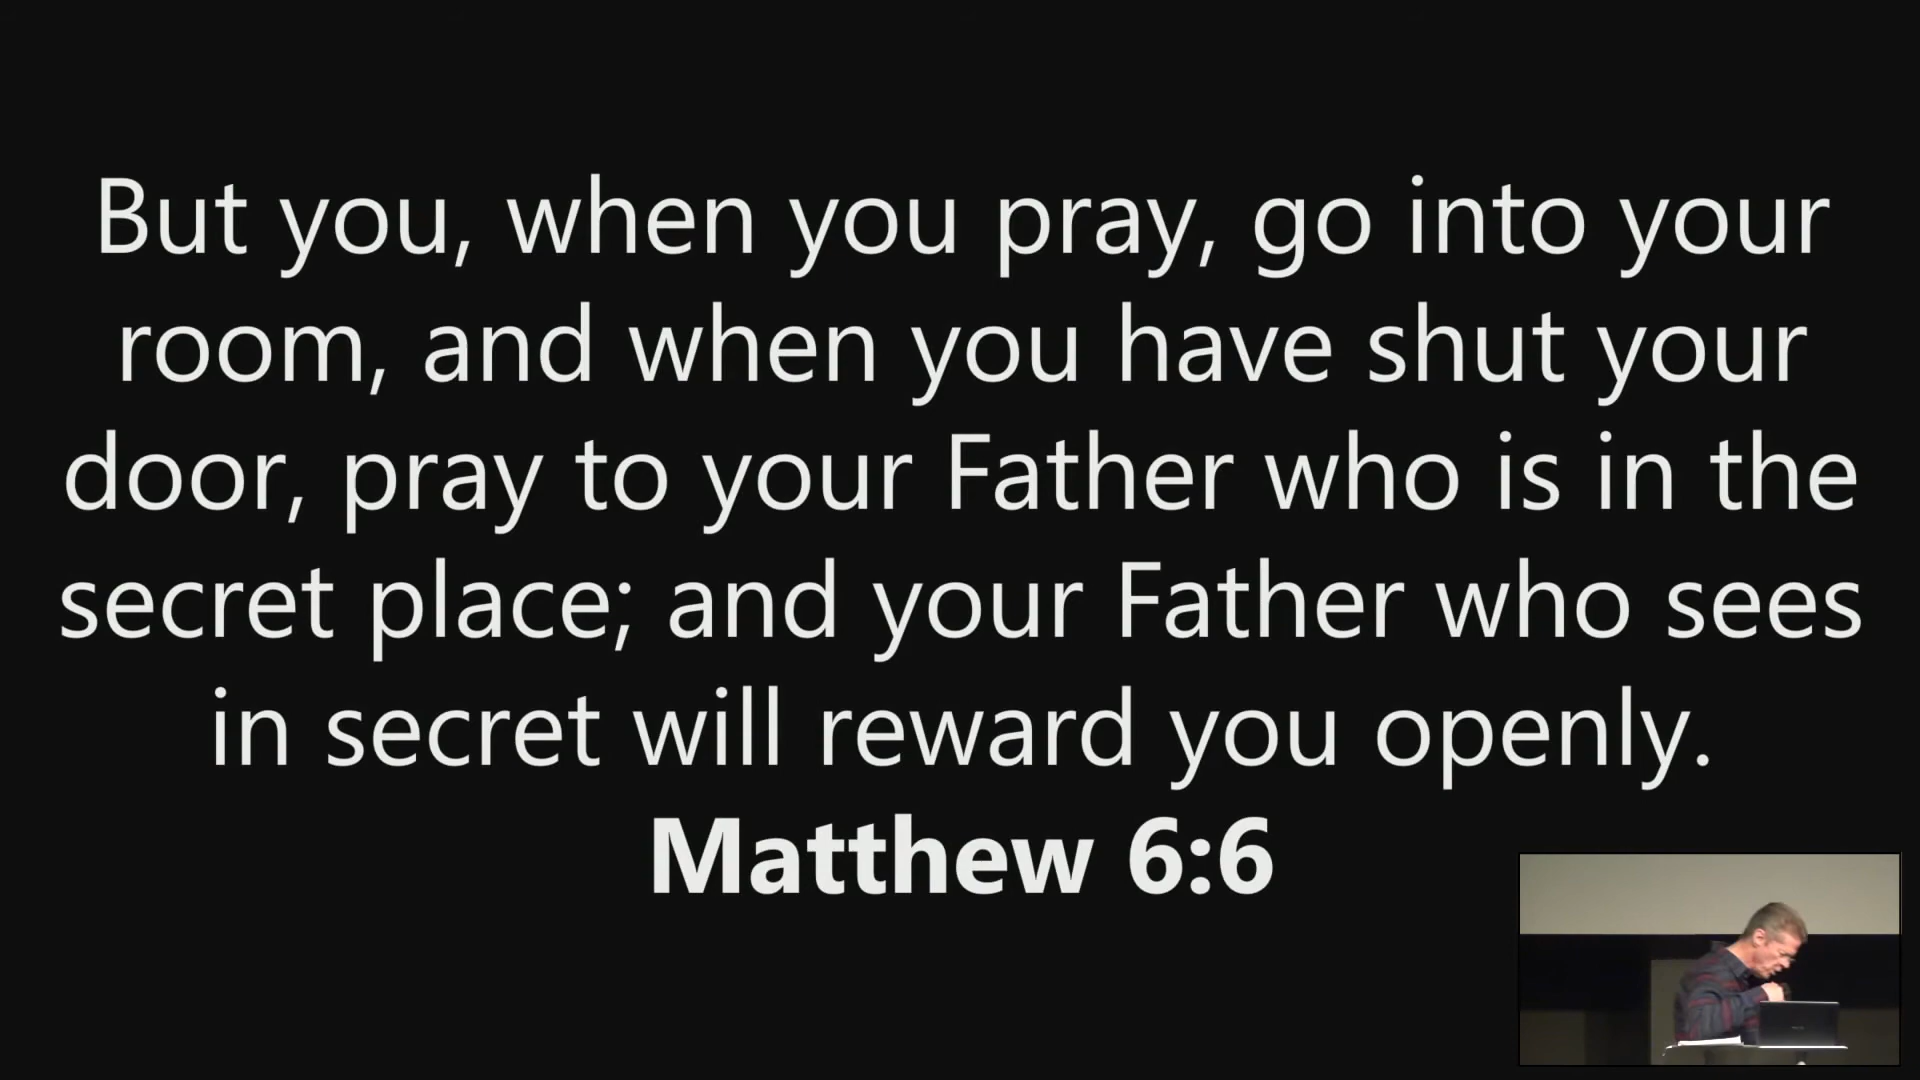 But you, when you pray, go into your
room, and when you have shut your
door, pray to your Father who is in the
secret place; and your Father who sees
in secret will reward you openly.
Matthew 6:6